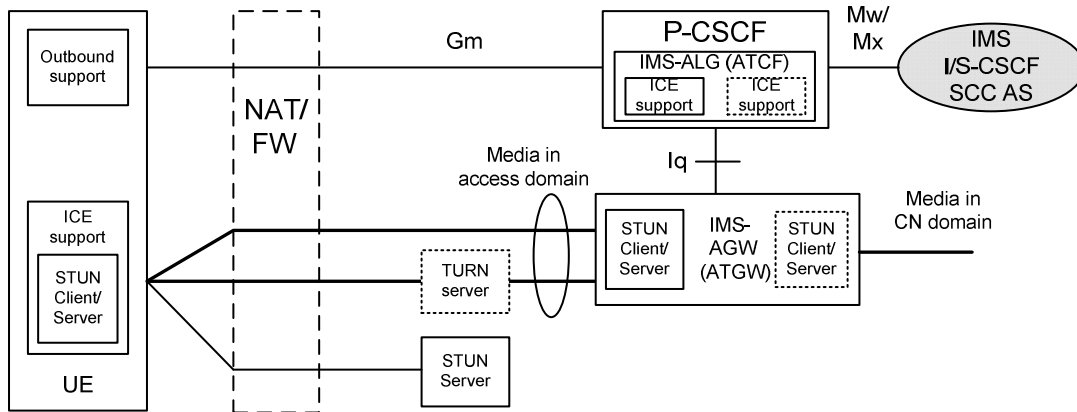 Outbound
support
ICE
support
STUN
Client/
Server
UE
NAT/
FW
Gm
P-CSCF
IMS-ALG (ATCF)
ICE
support
ICE
support
Mw/
Mx
IMS
I/S-CSCF
SCC AS
Iq
Media in
access domain
TURN
server
STUN
Server
STUN
Client/
Server
IMS-
AGW
(ATGW)
STUN
Client/
Server
Media in
CN domain